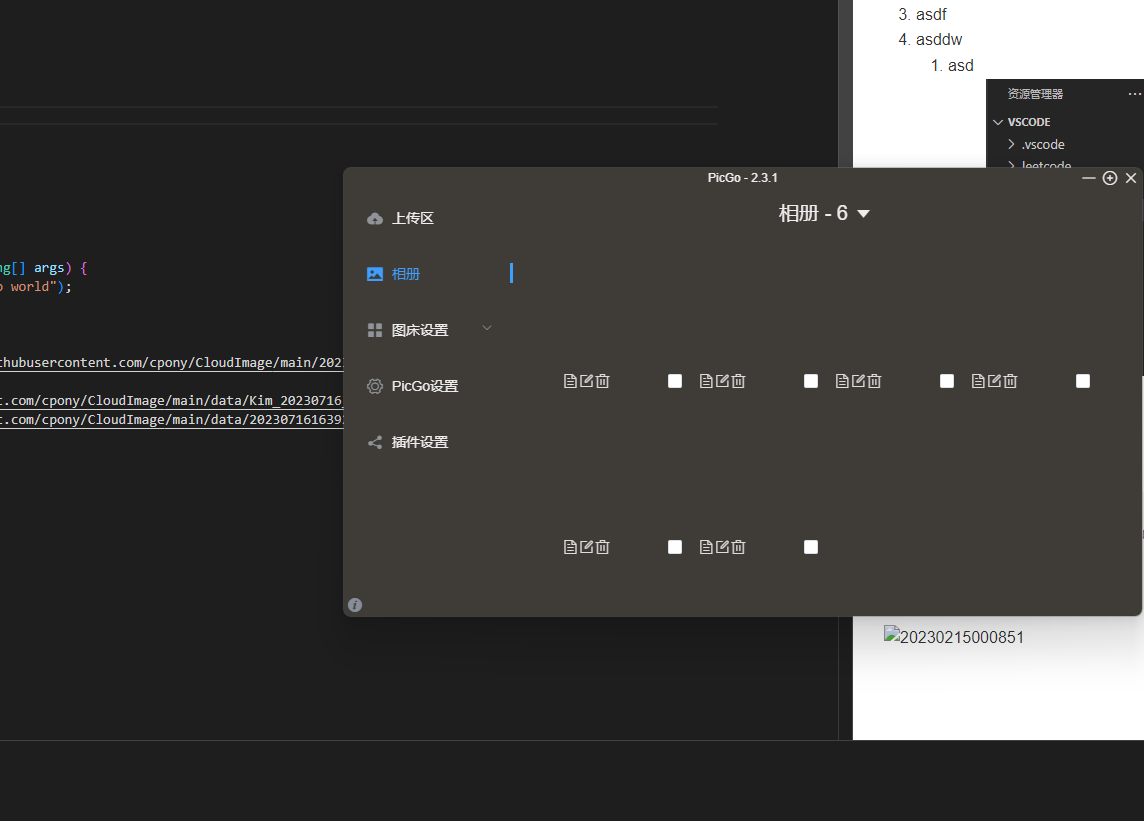 3. asdf
4. asddw
1. asd
资源管理器
VSCODE
.vscode
leetcode
PicGo - 2.3.1
相册 - 6
上传区
相册
图床设置
PicGo设置
插件设置
ng[] args) {
o world");
thubusercontent.com/cpony/CloudImage/main/202
t.com/cpony/CloudImage/main/data/Kim_20230716
t.com/cpony/CloudImage/main/data/202307161639
20230215000851